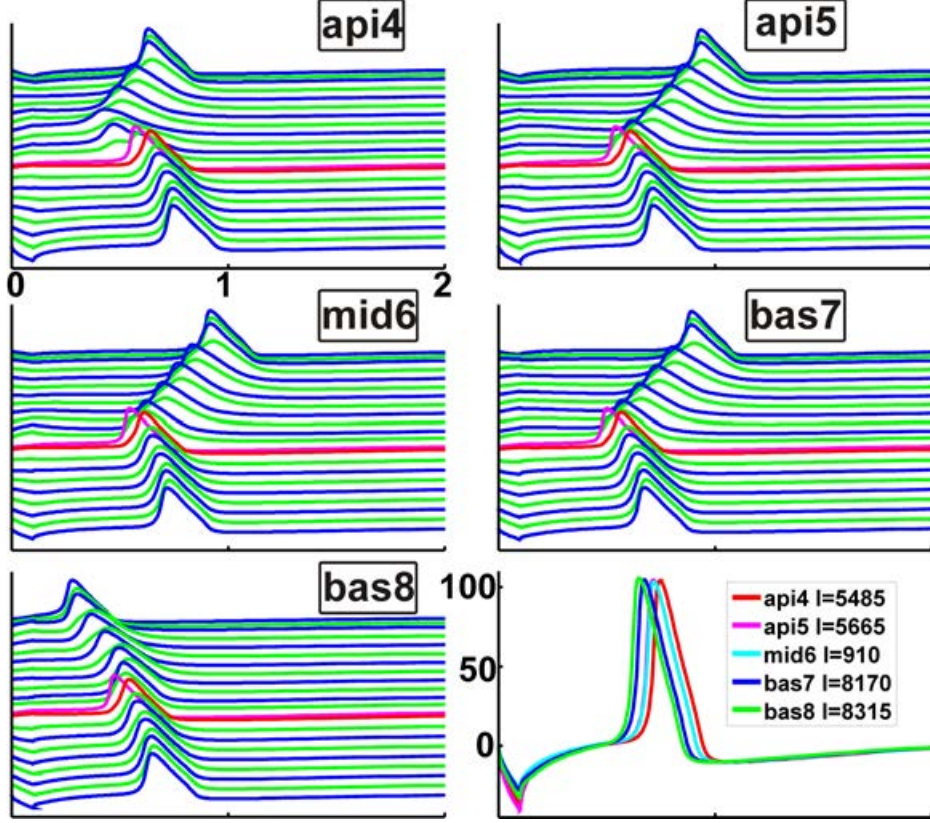 api4
api5
0 1 2
mid6
bas7
bas8
100
50
0
api4 I=5485
api5 I=5665
mid6 I=910
bas7 I=8170
bas8 I=8315